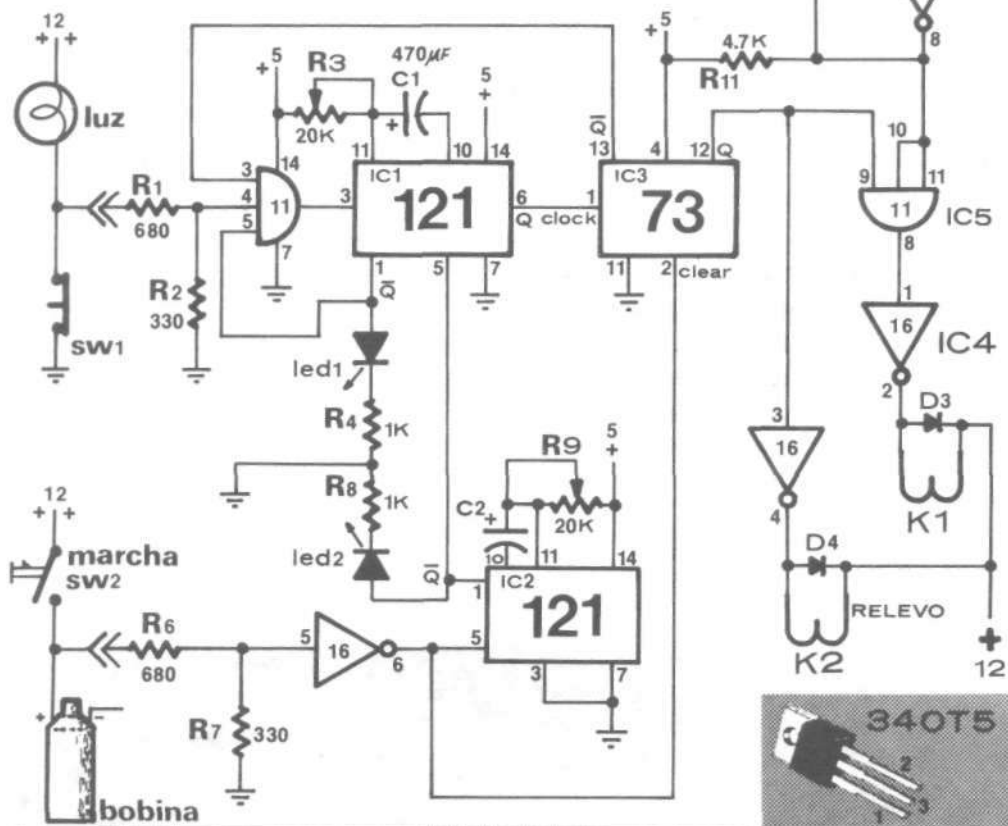 12
+ +
luz
R1
680
R2
330
sw1
5
+
R3
20K
470µF
C1
+
5
+
14
3
4
5
11
7
11
10
14
IC1
121
3
6
Q
clock
1
Q̄
5
7
Q̄
13
4
12
Q
IC3
73
1
11
2
clear
5
+
4.7K
R11
8
9
10
11
11
IC5
8
1
16
IC4
2
D3
K1
3
16
4
D4
RELEVO
K2
+
12
led1
R4
1K
R8
1K
led2
Q̄
1
C2
+
R9
20K
5
+
10
11
14
IC2
121
5
3
7
12
+ +
marcha
sw2
R6
680
R7
330
5
16
6
+
-
bobina
340T5
2
3
1